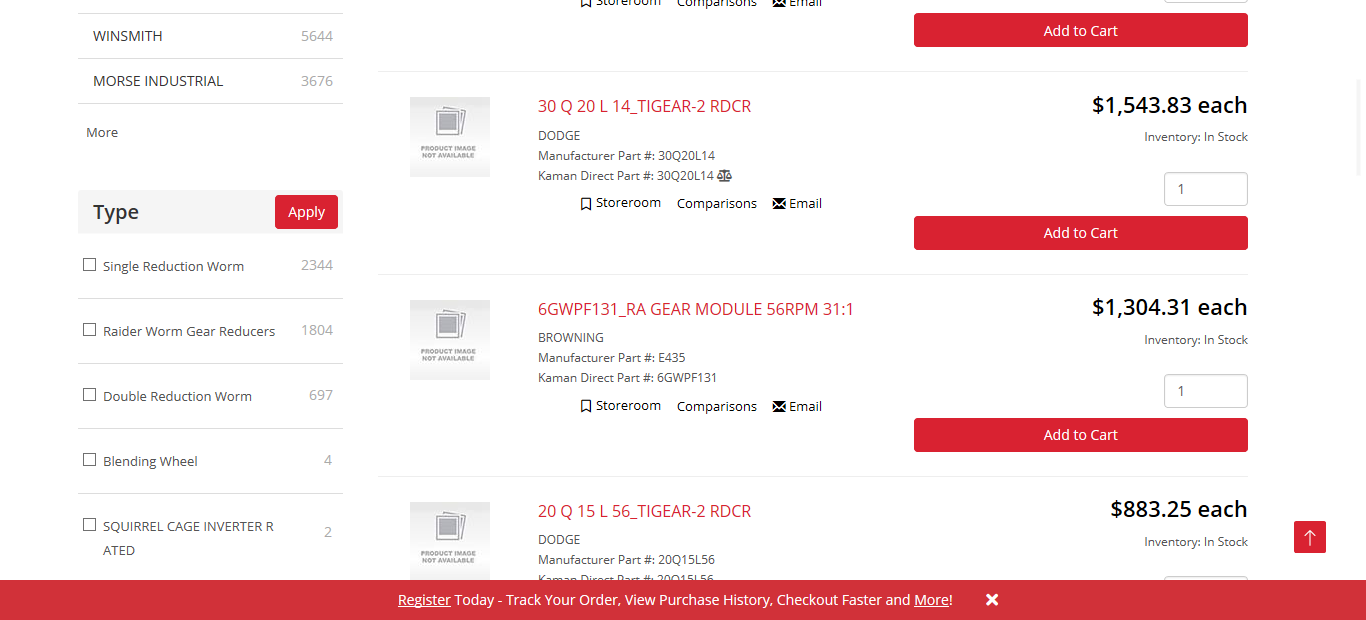 Storeroom Comparisons Email
Add to Cart
WINSMITH 5644
MORSE INDUSTRIAL 3676
More
Type Apply
Single Reduction Worm 2344
Raider Worm Gear Reducers 1804
Double Reduction Worm 697
Blending Wheel 4
SQUIRREL CAGE INVERTER R
ATED 2
PRODUCT IMAGE
NOT AVAILABLE
30 Q 20 L 14_TIGEAR-2 RDCR
DODGE
Manufacturer Part #: 30Q20L14
Kaman Direct Part #: 30Q20L14
Storeroom Comparisons Email
$1,543.83 each
Inventory: In Stock
1
Add to Cart
PRODUCT IMAGE
NOT AVAILABLE
6GWPF131_RA GEAR MODULE 56RPM 31:1
BROWNING
Manufacturer Part #: E435
Kaman Direct Part #: 6GWPF131
Storeroom Comparisons Email
$1,304.31 each
Inventory: In Stock
1
Add to Cart
PRODUCT IMAGE
NOT AVAILABLE
20 Q 15 L 56_TIGEAR-2 RDCR
DODGE
Manufacturer Part #: 20Q15L56
Kaman Direct Part #: 20Q15L56
$883.25 each
Inventory: In Stock
Register Today - Track Your Order, View Purchase History, Checkout Faster and More!